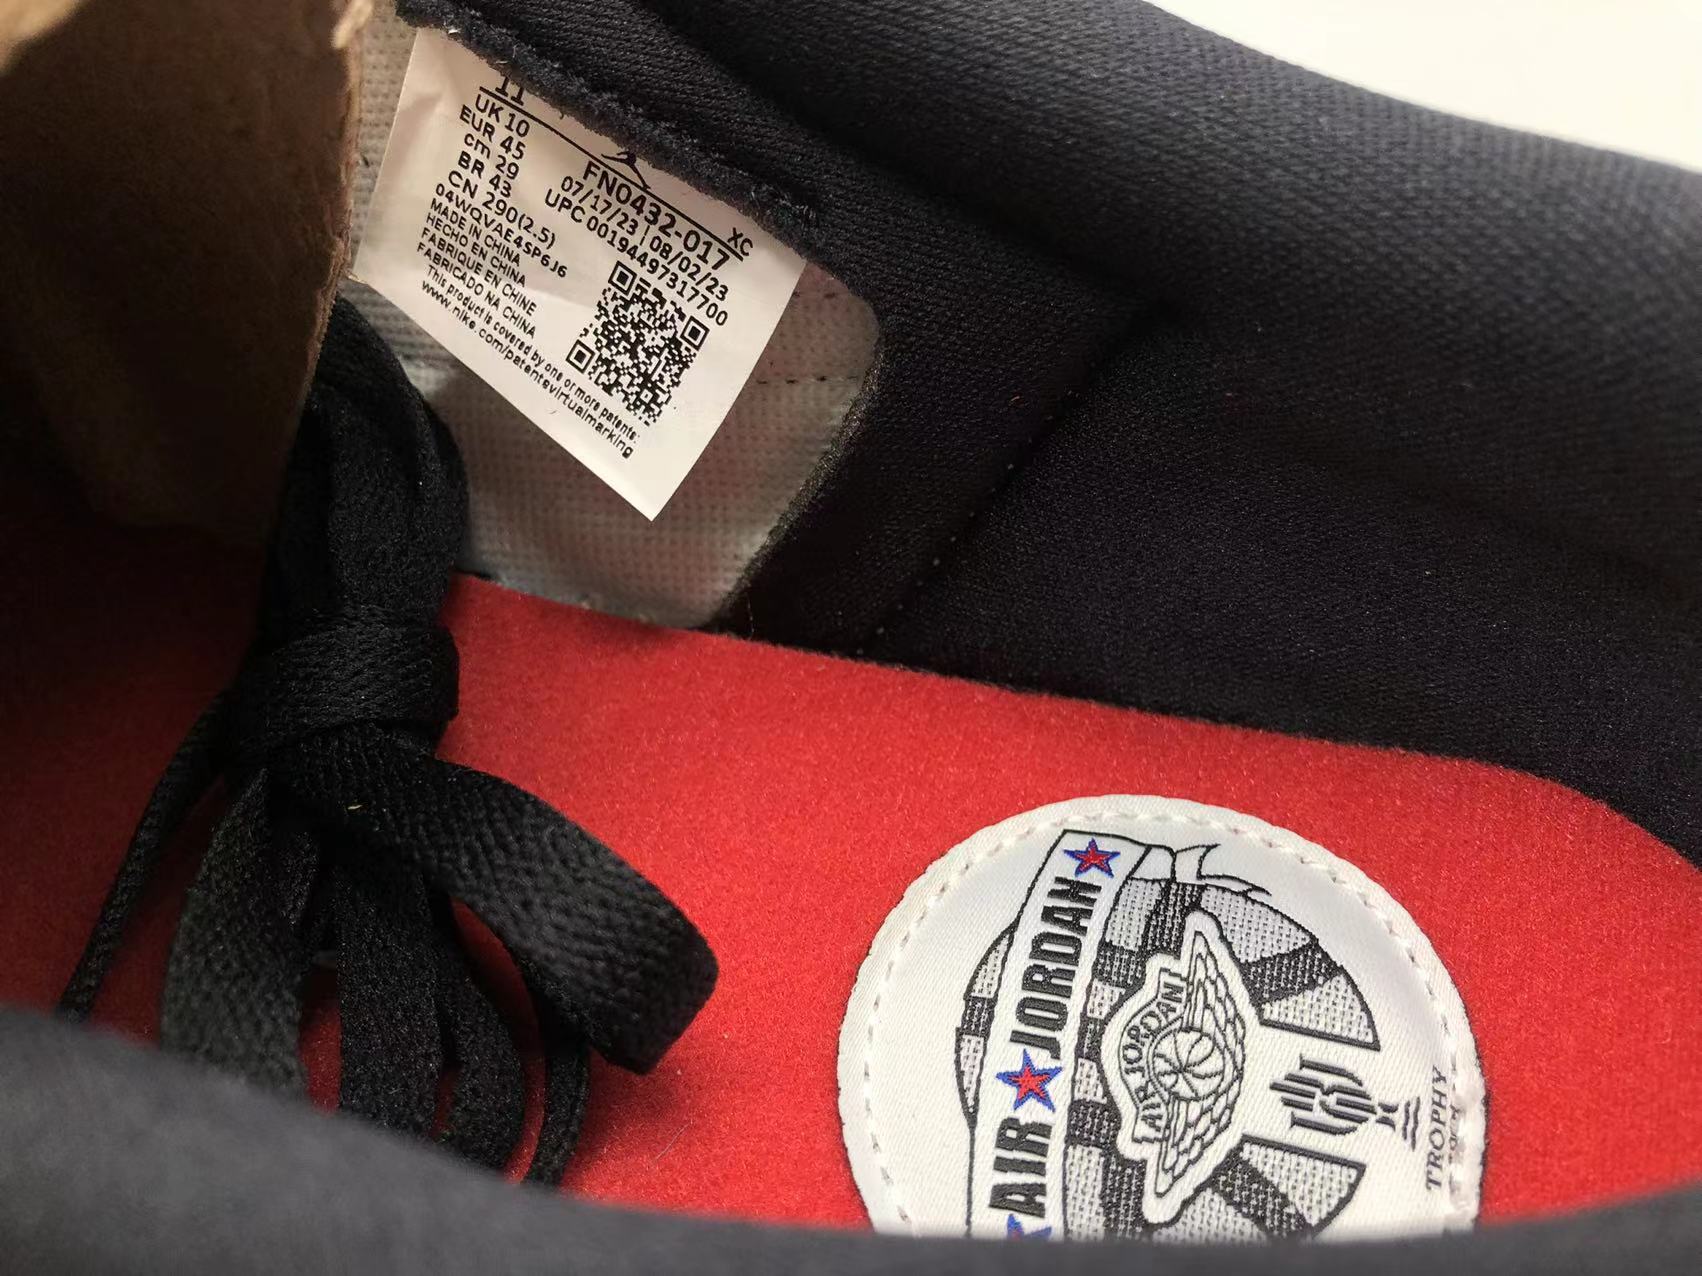 11
UK 10
EUR 45
cm 29
BR 43
CN 290(2.5)
04WQVAE4SP6J6
MADE IN CHINA
HECHO EN CHINA
FABRIQUE EN CHINE
FABRICADO NA CHINA
This product is covered by one or more patents:
www.nike.com/patentsvirtualmarking
XC
FN0432-017
07/17/23 | 08/02/23
UPC 00194497317700
AIR JORDAN
AIR JORDAN
TROPHY